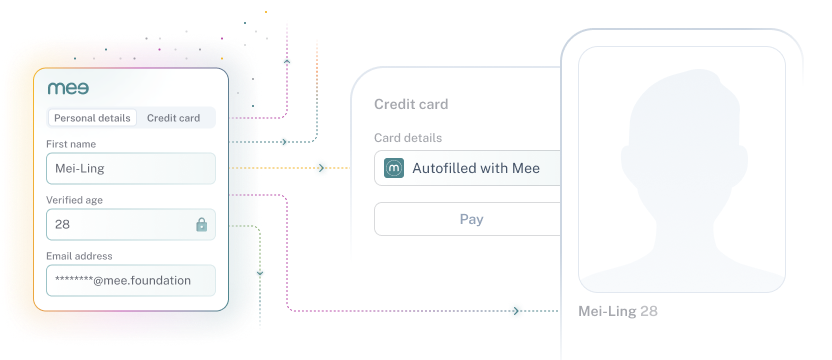 mee
Personal details
Credit card
First name
Mei-Ling
Verified age
28
Email address
********@mee.foundation
Credit card
Card details
m
Autofilled with Mee
Pay
Mei-Ling 28